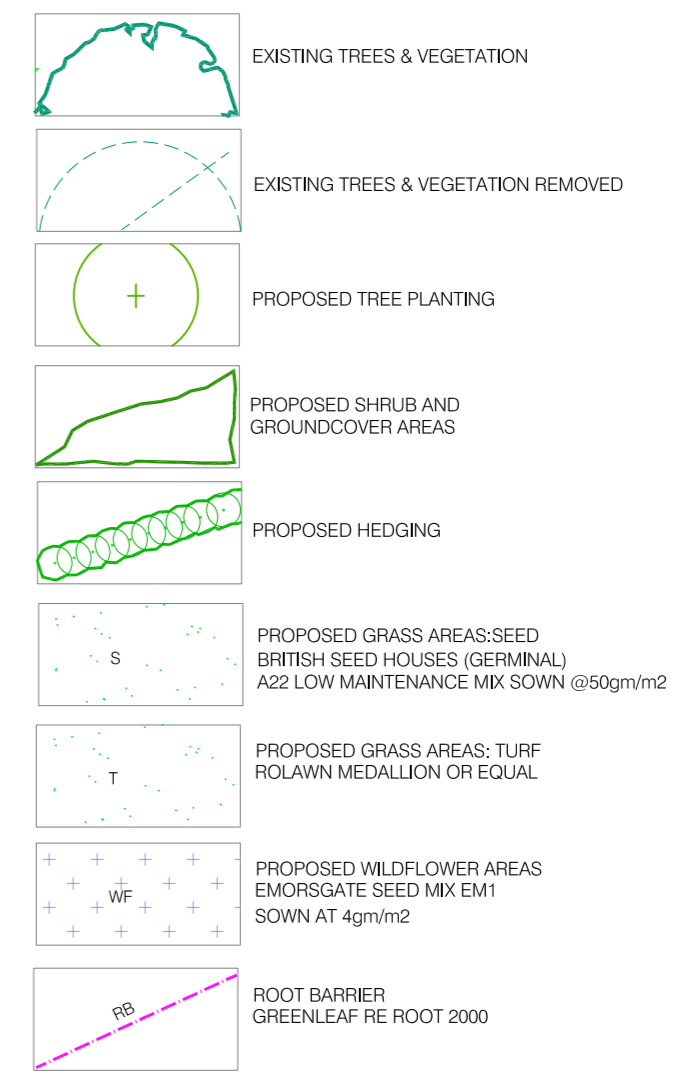 EXISTING TREES & VEGETATION
EXISTING TREES & VEGETATION REMOVED
PROPOSED TREE PLANTING
PROPOSED SHRUB AND
GROUNDCOVER AREAS
PROPOSED HEDGING
S
PROPOSED GRASS AREAS:SEED
BRITISH SEED HOUSES (GERMINAL)
A22 LOW MAINTENANCE MIX SOWN @50gm/m2
T
PROPOSED GRASS AREAS: TURF
ROLAWN MEDALLION OR EQUAL
WF
PROPOSED WILDFLOWER AREAS
EMORSGATE SEED MIX EM1
SOWN AT 4gm/m2
RB
ROOT BARRIER
GREENLEAF RE ROOT 2000